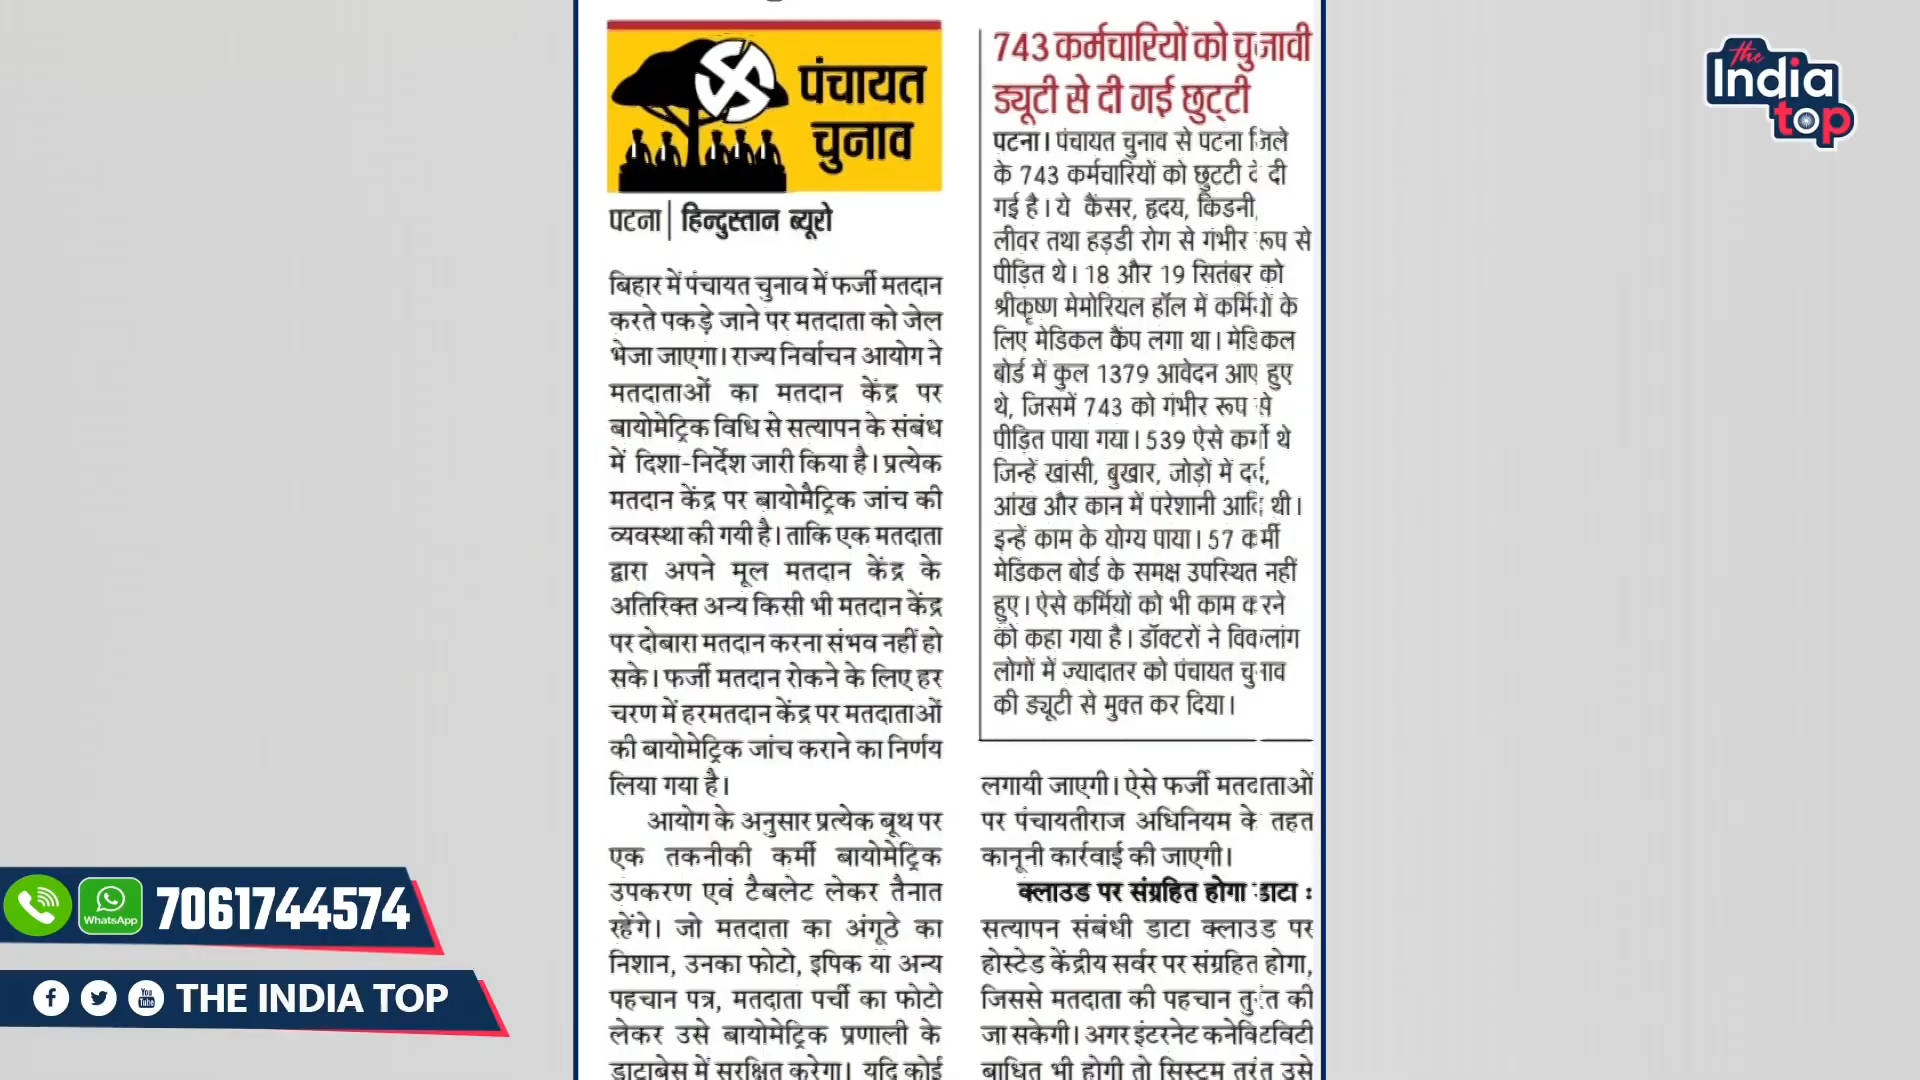 पंचायत
चुनाव
पटना | हिन्दुस्तान ब्यूरो
बिहार में पंचायत चुनाव में फर्जी मतदान
करते पकड़े जाने पर मतदाता को जेल
भेजा जाएगा। राज्य निर्वाचन आयोग ने
मतदाताओं का मतदान केंद्र पर
बायोमेट्रिक विधि से सत्यापन के संबंध
में दिशा-निर्देश जारी किया है। प्रत्येक
मतदान केंद्र पर बायोमैट्रिक जांच की
व्यवस्था की गयी है। ताकि एक मतदाता
द्वारा अपने मूल मतदान केंद्र के
अतिरिक्त अन्य किसी भी मतदान केंद्र
पर दोबारा मतदान करना संभव नहीं हो
सके। फर्जी मतदान रोकने के लिए हर
चरण में हरमतदान केंद्र पर मतदाताओं
की बायोमेट्रिक जांच कराने का निर्णय
लिया गया है।
आयोग के अनुसार प्रत्येक बूथ पर
एक तकनीकी कर्मी बायोमेट्रिक
उपकरण एवं टैबलेट लेकर तैनात
रहेंगे। जो मतदाता का अंगूठे का
निशान, उनका फोटो, इपिक या अन्य
पहचान पत्र, मतदाता पर्ची का फोटो
लेकर उसे बायोमेट्रिक प्रणाली के
डाटाबेस में सुरक्षित करेगा। यदि कोई
743 कर्मचारियों को चुनावी
ड्यूटी से दी गई छुट्टी
पटना। पंचायत चुनाव से पटना जिले
के 743 कर्मचारियों को छुटटी दे दी
गई है। ये कैंसर, हृदय, किडनी,
लीवर तथा हड्डी रोग से गंभीर रूप से
पीड़ित थे। 18 और 19 सितंबर को
श्रीकृष्ण मेमोरियल हॉल में कर्मियों के
लिए मेडिकल कैंप लगा था। मेडिकल
बोर्ड में कुल 1379 आवेदन आए हुए
थे, जिसमें 743 को गंभीर रूप से
पीड़ित पाया गया। 539 ऐसे कर्मी थे
जिन्हें खांसी, बुखार, जोड़ों में दर्द,
आंख और कान में परेशानी आदि थी।
इन्हें काम के योग्य पाया। 57 कर्मी
मेडिकल बोर्ड के समक्ष उपस्थित नहीं
हुए। ऐसे कर्मियों को भी काम करने
को कहा गया है। डॉक्टरों ने विकलांग
लोगों में ज्यादातर को पंचायत चुनाव
की ड्यूटी से मुक्त कर दिया।
लगायी जाएगी। ऐसे फर्जी मतदाताओं
पर पंचायतीराज अधिनियम के तहत
कानूनी कार्रवाई की जाएगी।
क्लाउड पर संग्रहित होगा डाटा :
सत्यापन संबंधी डाटा क्लाउड पर
होस्टेड केंद्रीय सर्वर पर संग्रहित होगा,
जिससे मतदाता की पहचान तुरंत की
जा सकेगी। अगर इंटरनेट कनेक्टिविटी
बाधित भी होगी तो सिस्टम तुरंत उसे
the
India
top
WhatsApp
7061744574
You Tube
THE INDIA TOP